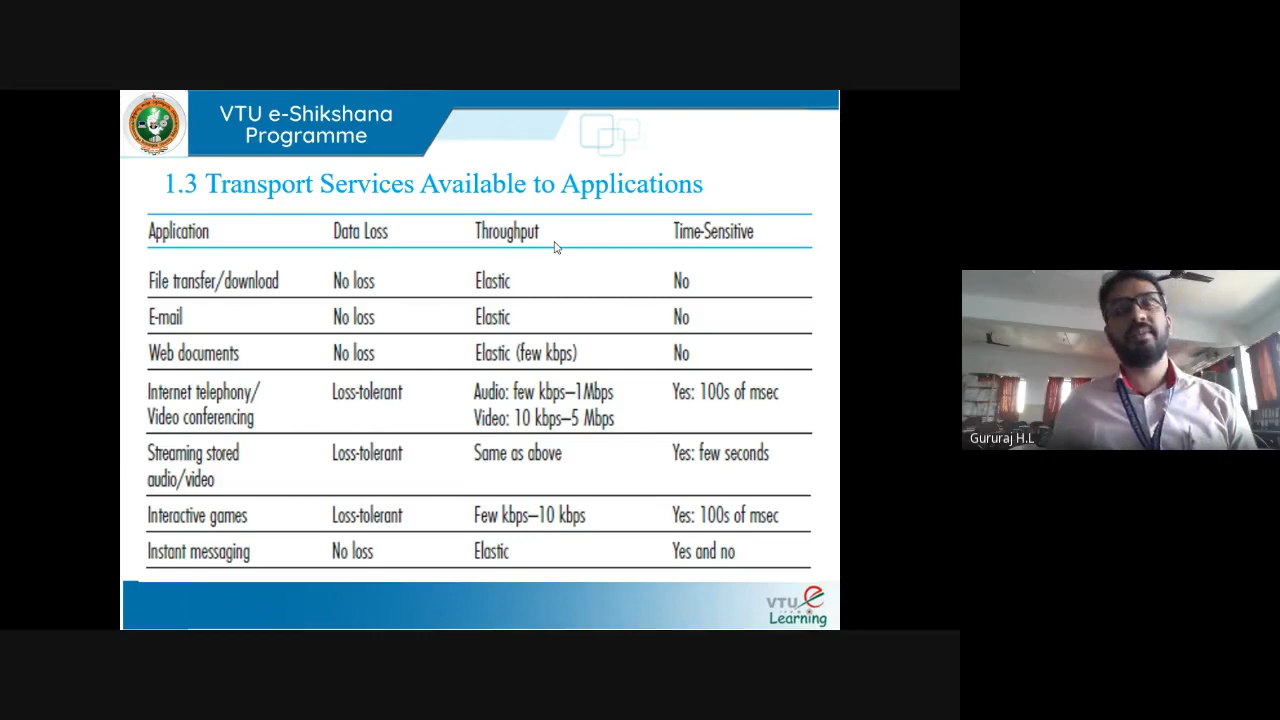 VTU e-Shikshana
Programme
1.3 Transport Services Available to Applications
Application Data Loss Throughput Time-Sensitive
File transfer/download No loss Elastic No
E-mail No loss Elastic No
Web documents No loss Elastic (few kbps) No
Internet telephony/ Loss-tolerant Audio: few kbps–1Mbps Yes: 100s of msec
Video conferencing Video: 10 kbps–5 Mbps
Streaming stored Loss-tolerant Same as above Yes: few seconds
audio/video
Interactive games Loss-tolerant Few kbps–10 kbps Yes: 100s of msec
Instant messaging No loss Elastic Yes and no
VTU e
Learning
Gururaj H.L